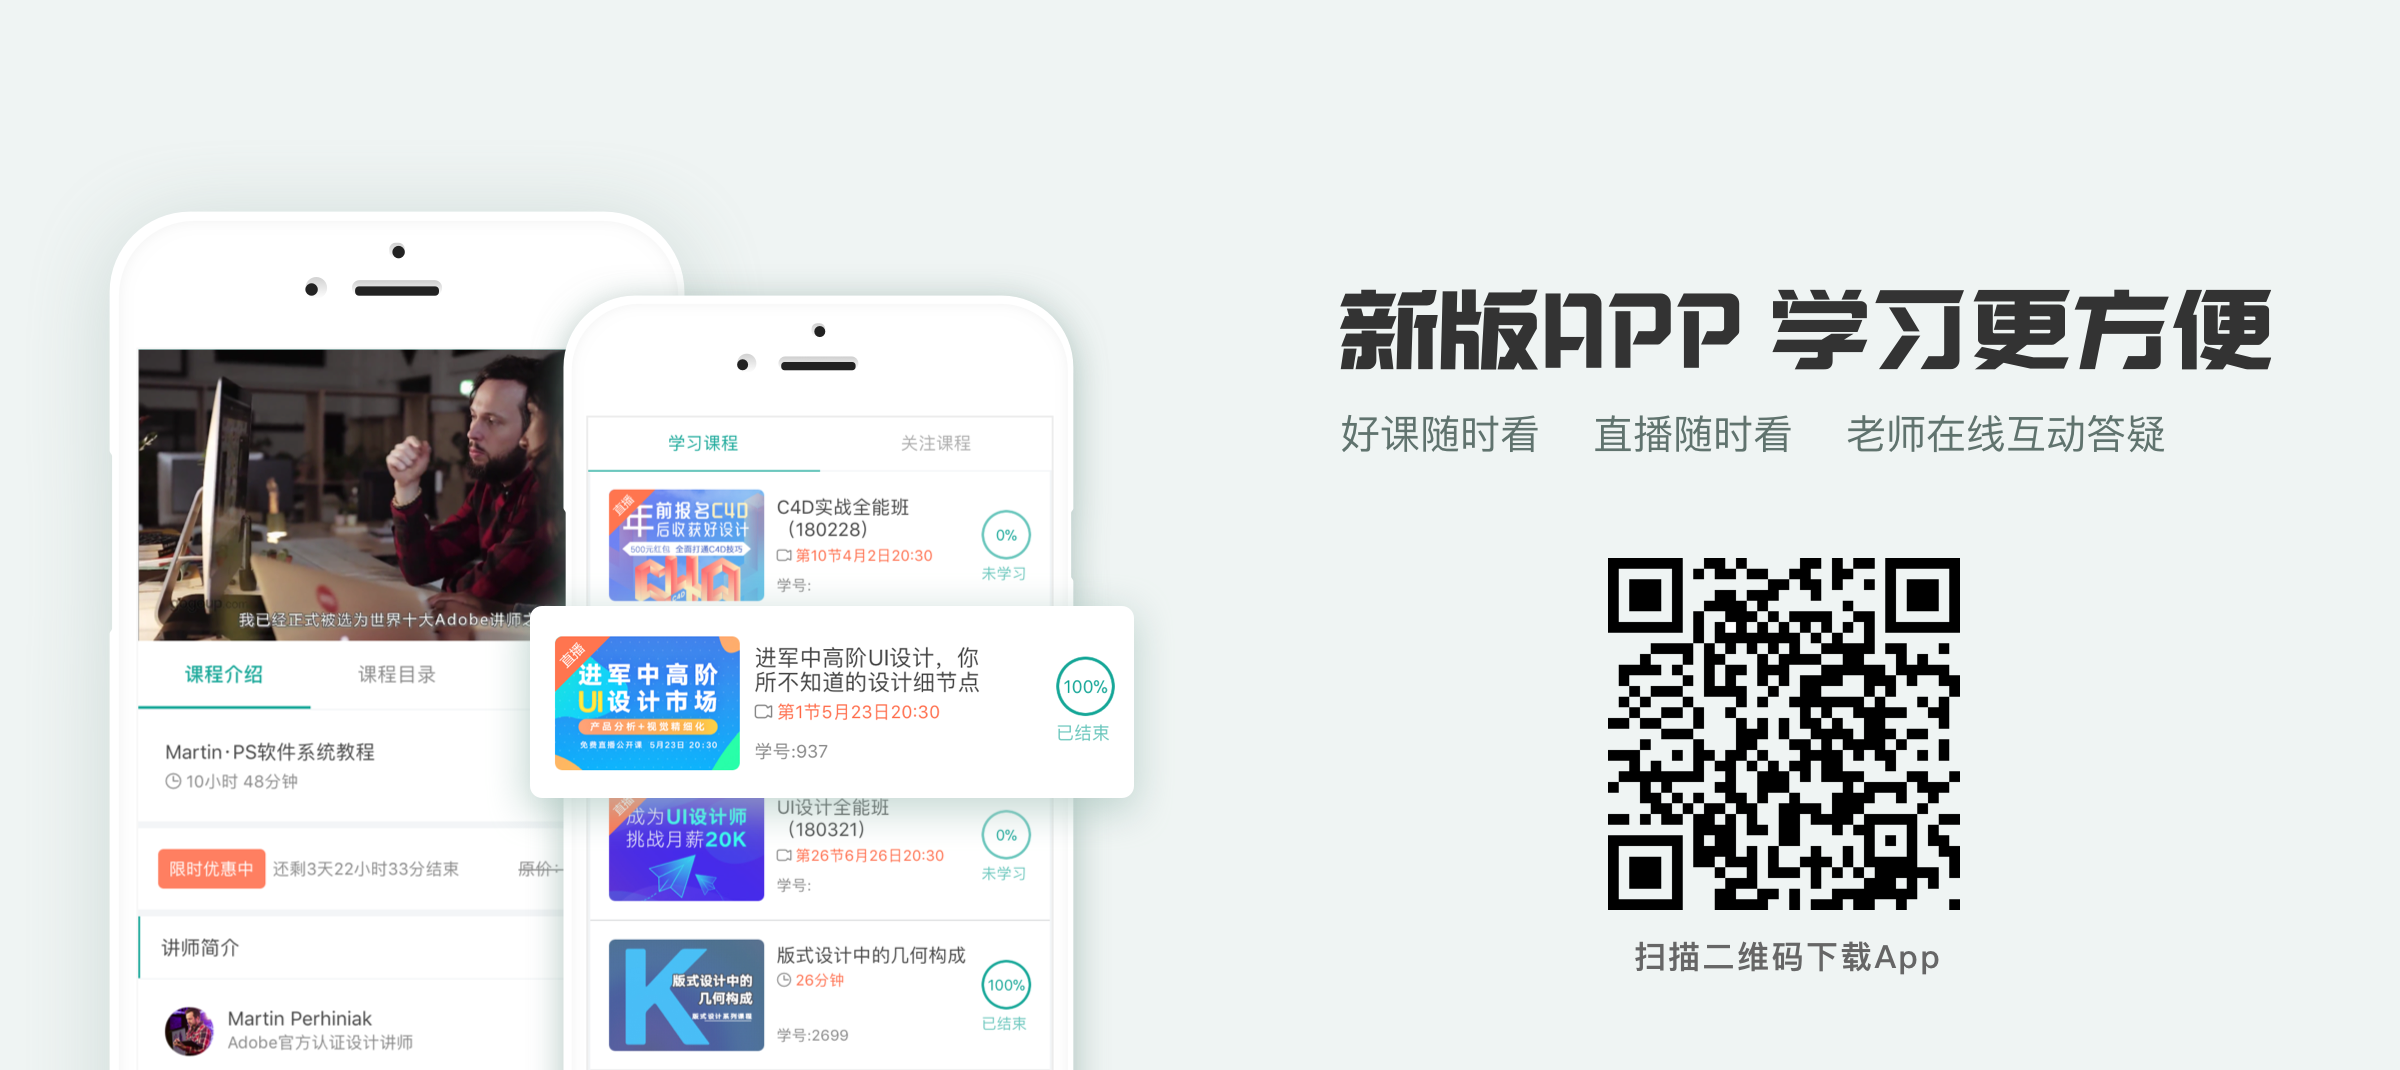 我已经正式被选为世界十大Adobe讲师之
课程介绍
课程目录
Martin·PS软件系统教程
10小时 48分钟
限时优惠中
还剩3天22小时33分结束
原价:
讲师简介
Martin Perhiniak
Adobe官方认证设计讲师
学习课程
关注课程
直播
年前报名C4D
后收获好设计
500元红包 全面打通C4D技巧
C4D
C4D实战全能班
（180228）
第10节4月2日20:30
学号:
0%
未学习
直播
进军中高阶
UI设计市场
产品分析+视觉精细化
免费直播公开课 5月23日 20:30
进军中高阶UI设计，你
所不知道的设计细节点
第1节5月23日20:30
学号:937
100%
已结束
直播
成为UI设计师
挑战月薪20K
UI设计全能班
（180321）
第26节6月26日20:30
学号:
0%
未学习
K
版式设计中的
几何构成
版式设计系列课程
版式设计中的几何构成
26分钟
学号:2699
100%
已结束
新版APP 学习更方便
好课随时看 直播随时看 老师在线互动答疑
扫描二维码下载App